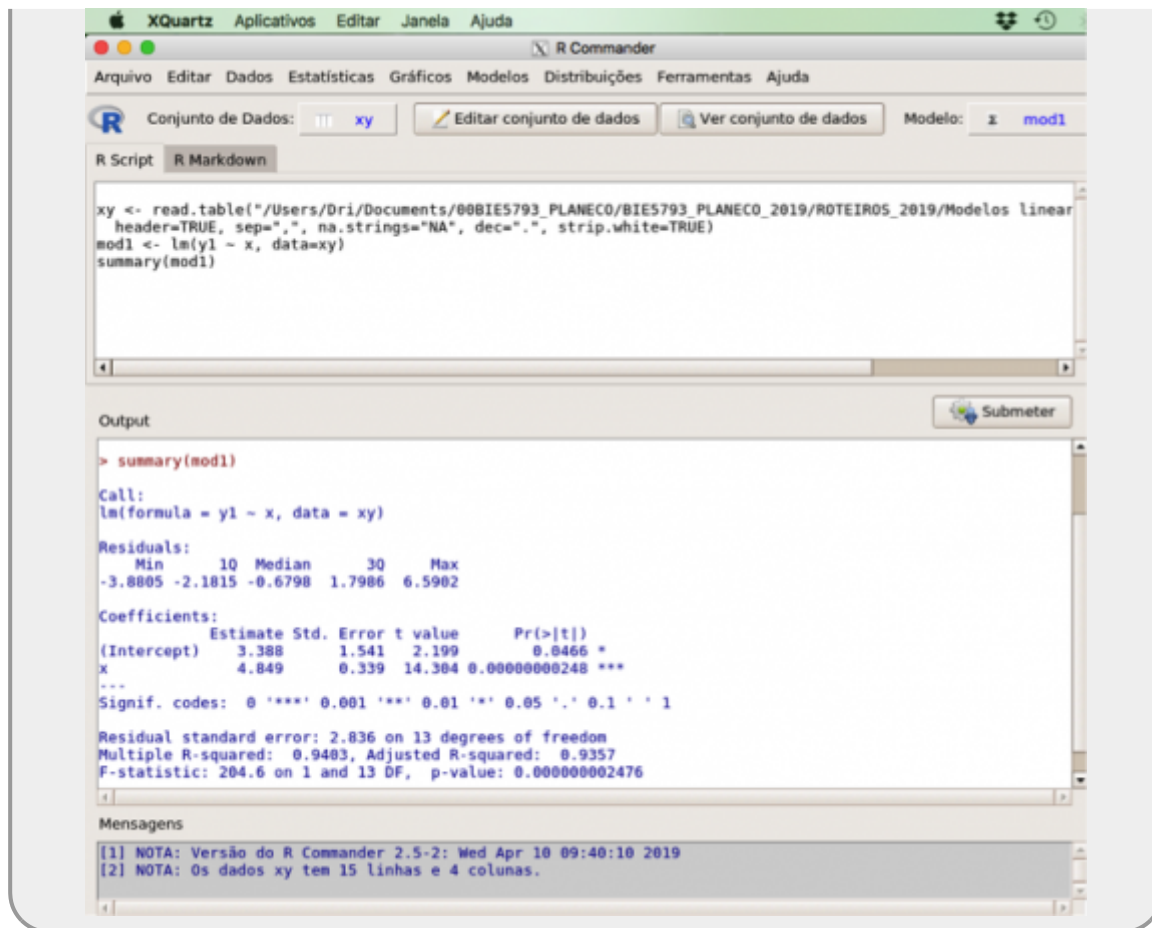 XQuartz Aplicativos Editar Janela Ajuda
R Commander
Arquivo Editar Dados Estatísticas Gráficos Modelos Distribuições Ferramentas Ajuda
R Conjunto de Dados: xy Editar conjunto de dados Ver conjunto de dados Modelo: Σ mod1
R Script R Markdown
xy <- read.table("/Users/Dri/Documents/00BIE5793_PLANECO/BIE5793_PLANECO_2019/ROTEIROS_2019/Modelos linear
header=TRUE, sep=",", na.strings="NA", dec=".", strip.white=TRUE)
mod1 <- lm(y1 ~ x, data=xy)
summary(mod1)
Output
Submeter
> summary(mod1)
Call:
lm(formula = y1 ~ x, data = xy)
Residuals:
Min 1Q Median 3Q Max
-3.8805 -2.1815 -0.6798 1.7986 6.5902
Coefficients:
Estimate Std. Error t value Pr(>|t|)
(Intercept) 3.388 1.541 2.199 0.0466 *
x 4.849 0.339 14.304 0.00000000248 ***
---
Signif. codes: 0 '***' 0.001 '**' 0.01 '*' 0.05 '.' 0.1 ' ' 1
Residual standard error: 2.836 on 13 degrees of freedom
Multiple R-squared: 0.9403, Adjusted R-squared: 0.9357
F-statistic: 204.6 on 1 and 13 DF, p-value: 0.000000002476
Mensagens
[1] NOTA: Versão do R Commander 2.5-2: Wed Apr 10 09:40:10 2019
[2] NOTA: Os dados xy tem 15 linhas e 4 colunas.